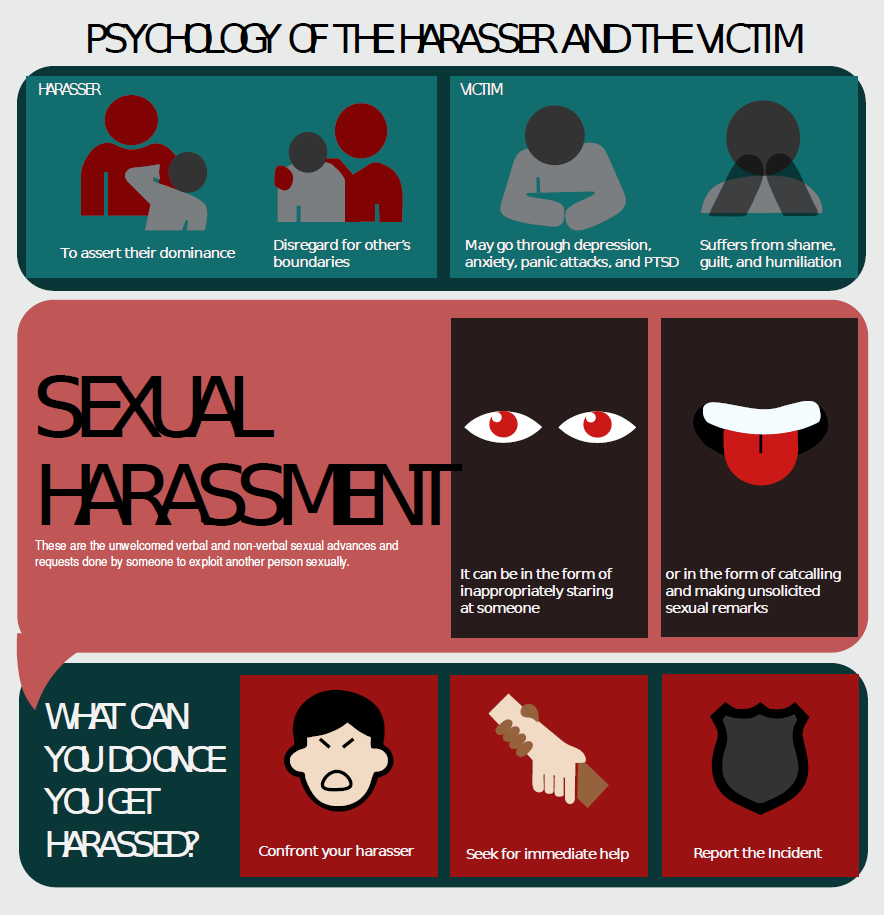 PSYCHOLOGY OF THE HARASSER AND THE VICTIM
HARASSER
To assert their dominance
Disregard for other's
boundaries
VICTIM
May go through depression,
anxiety, panic attacks, and PTSD
Suffers from shame,
guilt, and humiliation
SEXUAL
HARASSMENT
These are the unwelcomed verbal and non-verbal sexual advances and
requests done by someone to exploit another person sexually.
It can be in the form of
inappropriately staring
at someone
or in the form of catcalling
and making unsolicited
sexual remarks
WHAT CAN
YOU DO ONCE
YOU GET
HARASSED?
Confront your harasser
Seek for immediate help
Report the Incident